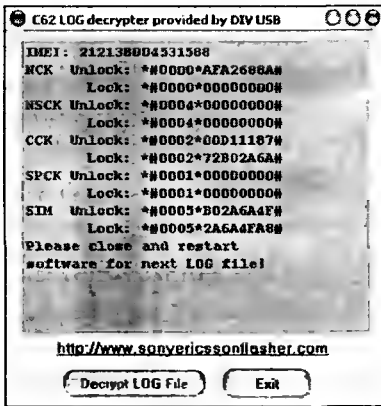 C62 LOG decrypter provided by DIV USB
IMEI: 212138004531588
NCK Unlock: *#0000*AFA2688A#
Lock: *#0000*00000000#
NSCK Unlock: *#0004*00000000#
Lock: *#0004*00000000#
CCK Unlock: *#0002*00D11187#
Lock: *#0002*72B02A6A#
SPCK Unlock: *#0001*00000000#
Lock: *#0001*00000000#
SIM Unlock: *#0005*B02A6A4F#
Lock: *#0005*2A6A4FA8#
Please close and restart
software for next LOG file!
http://www.sonyericssonflasher.com
Decrypt LOG File
Exit